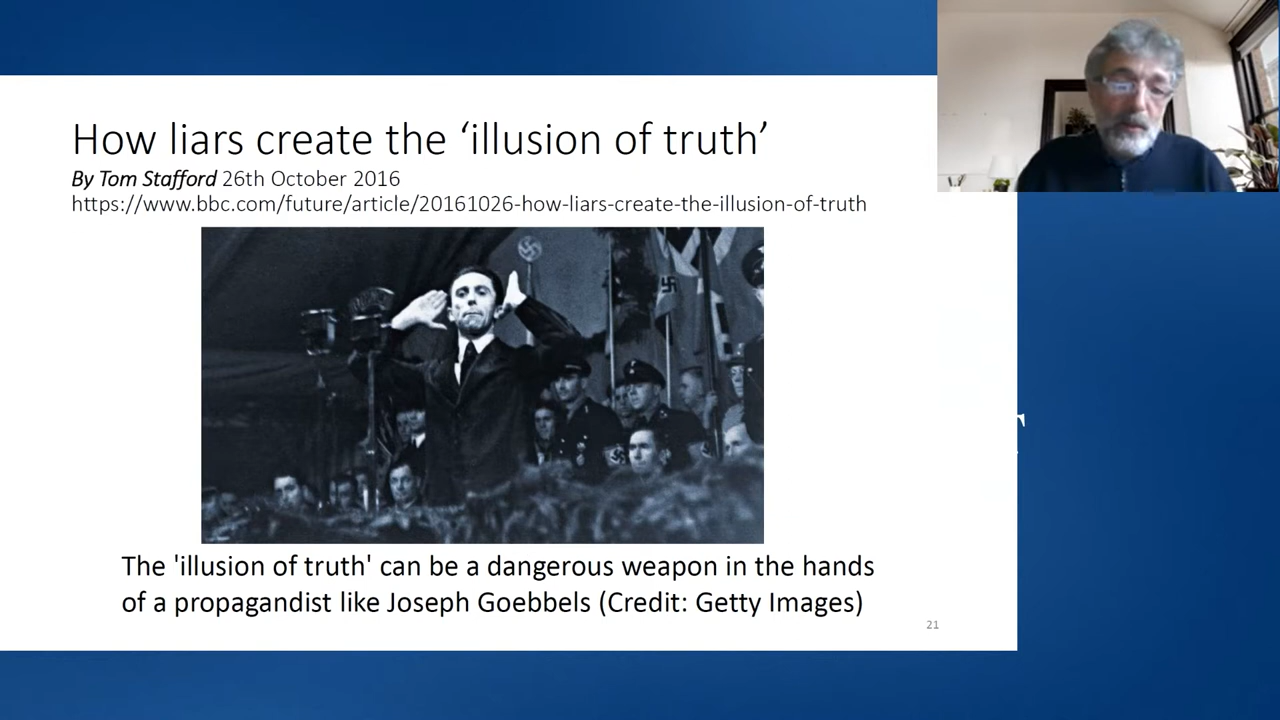 How liars create the ‘illusion of truth’
By Tom Stafford 26th October 2016
https://www.bbc.com/future/article/20161026-how-liars-create-the-illusion-of-truth
The 'illusion of truth' can be a dangerous weapon in the hands
of a propagandist like Joseph Goebbels (Credit: Getty Images)
21